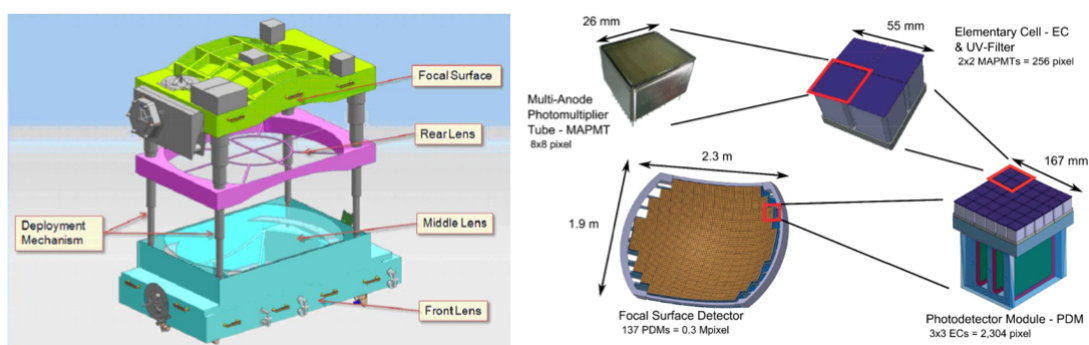 Focal Surface
Rear Lens
Deployment
Mechanism
Middle Lens
Front Lens
26 mm
Multi-Anode
Photomultiplier
Tube - MAPMT
8x8 pixel
55 mm
Elementary Cell - EC
& UV-Filter
2x2 MAPMTs = 256 pixel
2.3 m
1.9 m
167 mm
Focal Surface Detector
137 PDMs = 0.3 Mpixel
Photodetector Module - PDM
3x3 ECs = 2,304 pixel